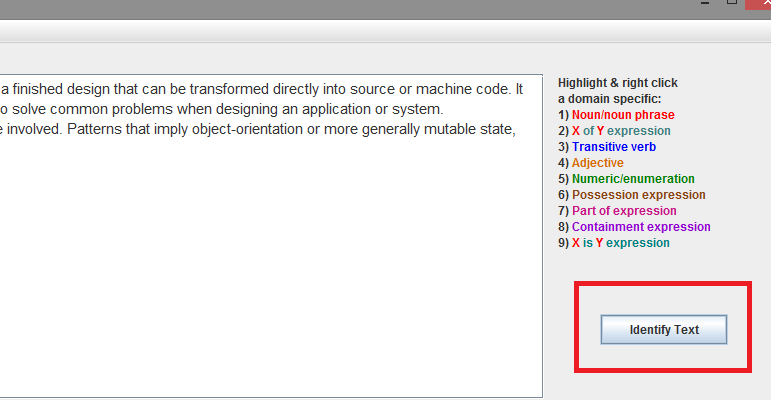 a finished design that can be transformed directly into source or machine code. It
o solve common problems when designing an application or system.
e involved. Patterns that imply object-orientation or more generally mutable state,
Highlight & right click
a domain specific:
1) Noun/noun phrase
2) X of Y expression
3) Transitive verb
4) Adjective
5) Numeric/enumeration
6) Possession expression
7) Part of expression
8) Containment expression
9) X is Y expression
Identify Text